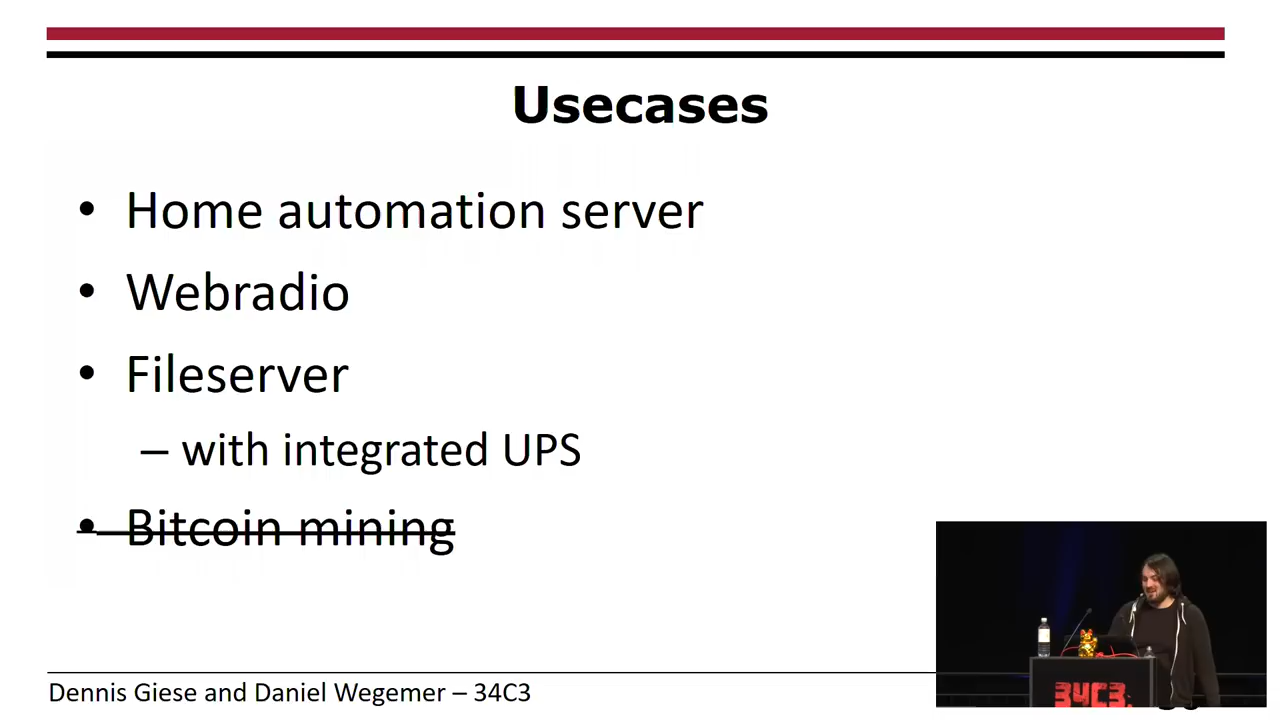 Usecases
• Home automation server
• Webradio
• Fileserver
– with integrated UPS
• Bitcoin mining
Dennis Giese and Daniel Wegemer – 34C3
34C3